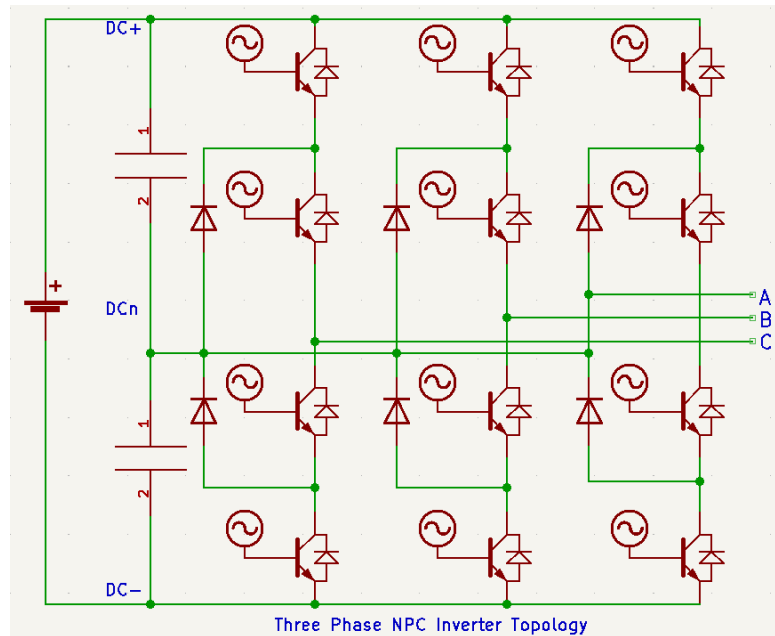 DC+
1
2
+
DCn
A
B
C
1
2
DC−
Three Phase NPC Inverter Topology